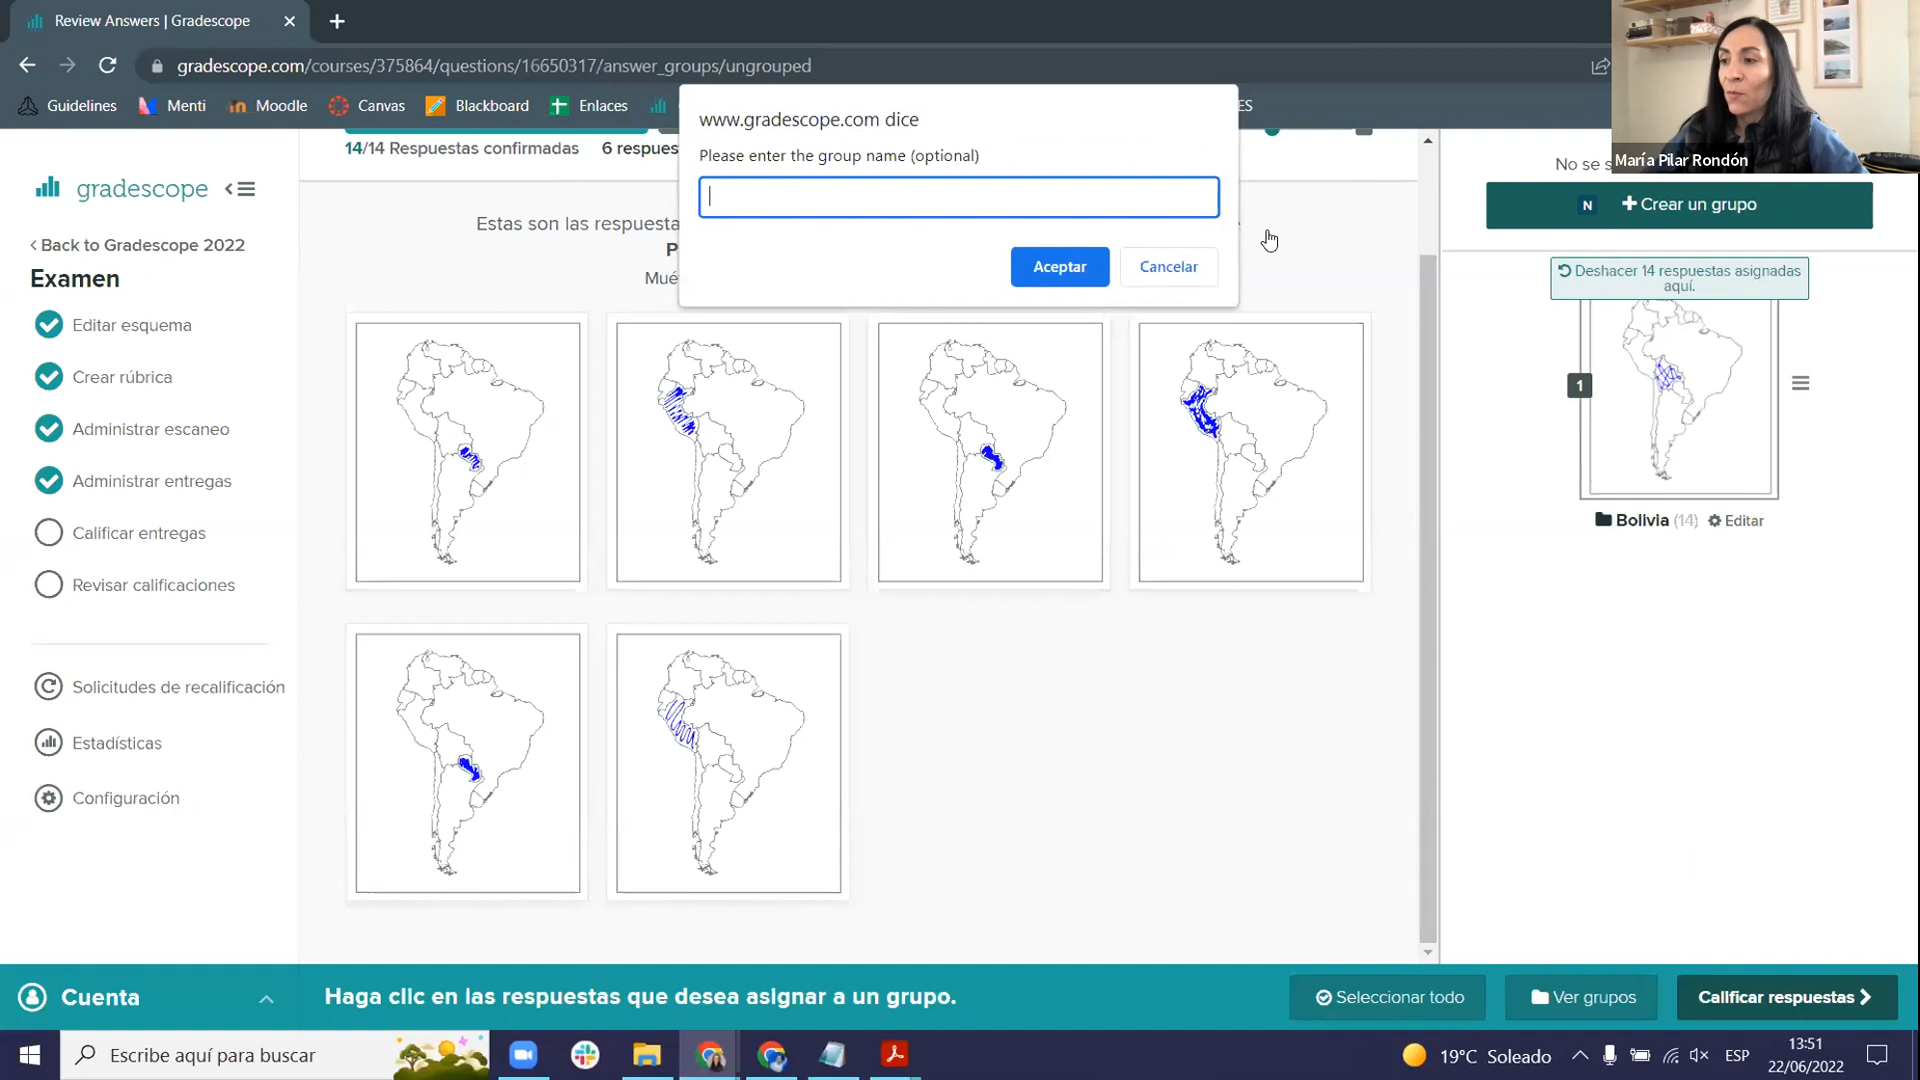 Review Answers | Gradescope
gradescope.com/courses/375864/questions/16650317/answer_groups/ungrouped
Guidelines
Menti
Moodle
Canvas
Blackboard
Enlaces
ES
www.gradescope.com dice
Please enter the group name (optional)
Aceptar
Cancelar
María Pilar Rondón
14/14 Respuestas confirmadas
6 respues
No se s
N
Crear un grupo
gradescope
Estas son las respuesta
P
Mué
Back to Gradescope 2022
Examen
Editar esquema
Crear rúbrica
Administrar escaneo
Administrar entregas
Calificar entregas
Revisar calificaciones
Solicitudes de recalificación
Estadísticas
Configuración
Deshacer 14 respuestas asignadas
aquí.
1
Bolivia (14)
Editar
Cuenta
Haga clic en las respuestas que desea asignar a un grupo.
Seleccionar todo
Ver grupos
Calificar respuestas
Escribe aquí para buscar
19°C Soleado
ESP
13:51
22/06/2022